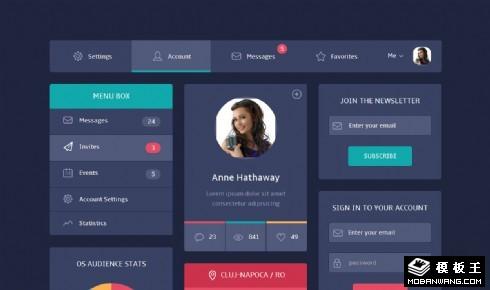 Settings
Account
Messages
5
Favorites
Me
MENU BOX
Messages 24
Invites 3
Events 5
Account Settings
Statistics
OS AUDIENCE STATS
Anne Hathaway
Lorem ipsum dolor sit amet
consectetur adipisicing
23
841
49
CLUJ-NAPOCA / RO
JOIN THE NEWSLETTER
Enter your email
SUBSCRIBE
SIGN IN TO YOUR ACCOUNT
Enter your email
password
模板王
MOBANWANG.COM